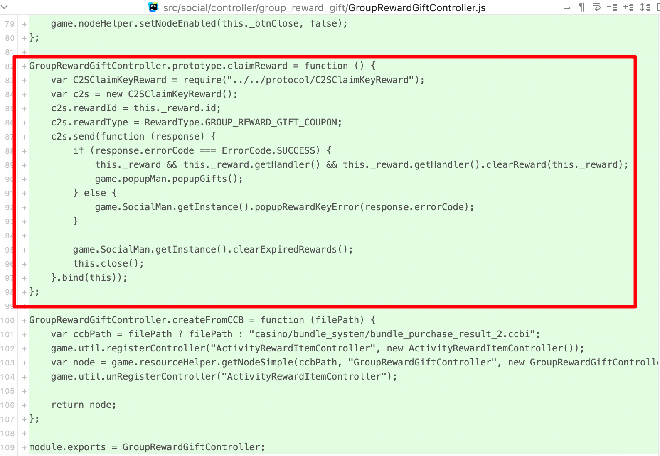 src/social/controller/group_reward_gift/GroupRewardGiftController.js
79 + game.nodeHelper.setNodeEnabled(this._btnClose, false);
80 + };
81 +
82 + GroupRewardGiftController.prototype.claimReward = function () {
83 + var C2SClaimKeyReward = require("../../protocol/C2SClaimKeyReward");
84 + var c2s = new C2SClaimKeyReward();
85 + c2s.rewardId = this._reward.id;
86 + c2s.rewardType = RewardType.GROUP_REWARD_GIFT_COUPON;
87 + c2s.send(function (response) {
88 + if (response.errorCode === ErrorCode.SUCCESS) {
89 + this._reward && this._reward.getHandler() && this._reward.getHandler().clearReward(this._reward);
90 + game.popupMan.popupGifts();
91 + } else {
92 + game.SocialMan.getInstance().popupRewardKeyError(response.errorCode);
93 + }
94 +
95 + game.SocialMan.getInstance().clearExpiredRewards();
96 + this.close();
97 + }.bind(this));
98 + };
99 +
100 + GroupRewardGiftController.createFromCCB = function (filePath) {
101 + var ccbPath = filePath ? filePath : "casino/bundle_system/bundle_purchase_result_2.ccbi";
102 + game.util.registerController("ActivityRewardItemController", new ActivityRewardItemController());
103 + var node = game.resourceHelper.getNodeSimple(ccbPath, "GroupRewardGiftController", new GroupRewardGiftControlle
104 + game.util.unRegisterController("ActivityRewardItemController");
105 +
106 + return node;
107 + };
108 +
109 + module.exports = GroupRewardGiftController;